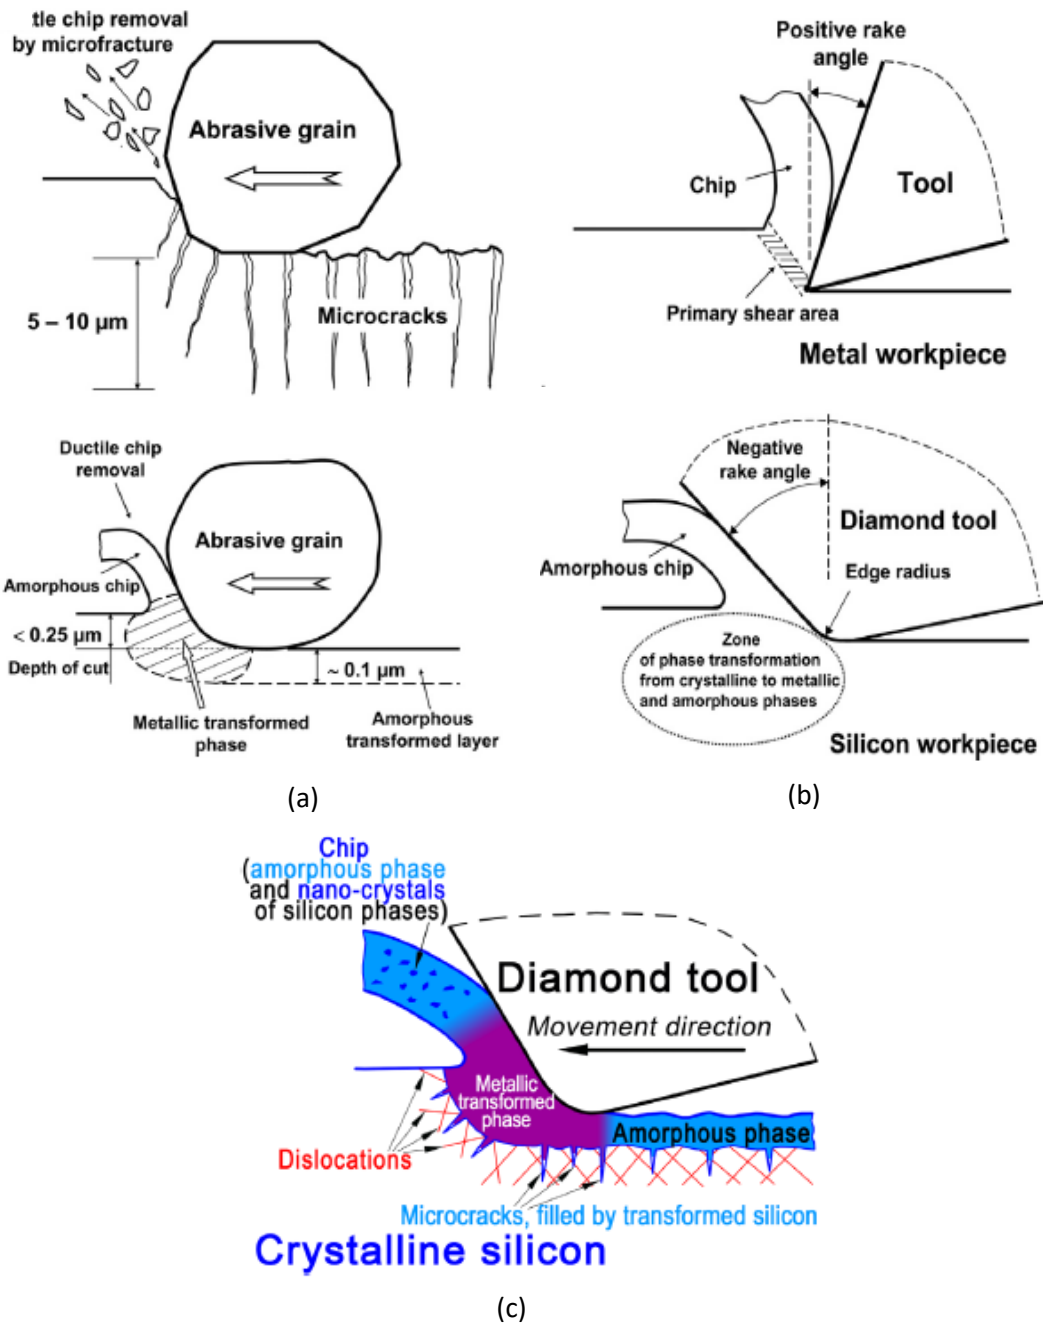 tle chip removal
by microfracture
Abrasive grain
5 – 10 µm
Microcracks
Positive rake
angle
Chip
Tool
Primary shear area
Metal workpiece
Ductile chip
removal
Abrasive grain
Amorphous chip
< 0.25 µm
Depth of cut
~ 0.1 µm
Metallic transformed
phase
Amorphous
transformed layer
(a)
Negative
rake angle
Diamond tool
Amorphous chip
Edge radius
Zone
of phase transformation
from crystalline to metallic
and amorphous phases
Silicon workpiece
(b)
Chip
(amorphous phase
and nano-crystals
of silicon phases)
Diamond tool
Movement direction
Metallic
transformed
phase
Amorphous phase
Dislocations
Microcracks, filled by transformed silicon
Crystalline silicon
(c)